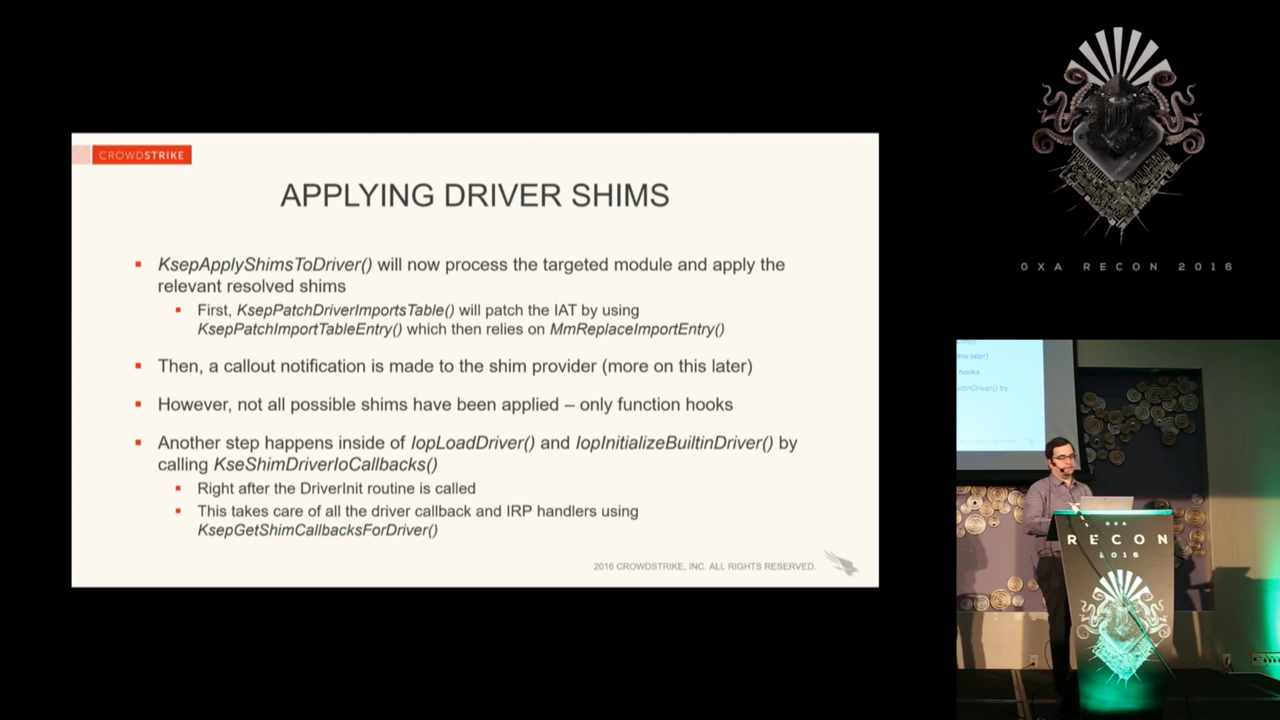 CROWDSTRIKE
APPLYING DRIVER SHIMS
KsepApplyShimsToDriver() will now process the targeted module and apply the
relevant resolved shims
First, KsepPatchDriverImportsTable() will patch the IAT by using
KsepPatchImportTableEntry() which then relies on MmReplaceImportEntry()
Then, a callout notification is made to the shim provider (more on this later)
However, not all possible shims have been applied – only function hooks
Another step happens inside of IopLoadDriver() and IopInitializeBuiltinDriver() by
calling KseShimDriverIoCallbacks()
Right after the DriverInit routine is called
This takes care of all the driver callback and IRP handlers using
KsepGetShimCallbacksForDriver()
2016 CROWDSTRIKE, INC. ALL RIGHTS RESERVED.
0XA RECON 2016
this later)
hooks
by
0XA
RECON
2016